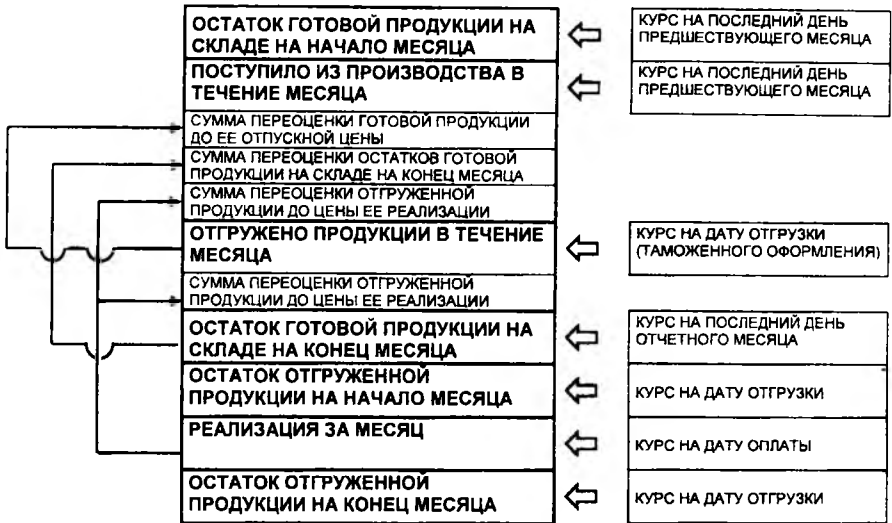 ОСТАТОК ГОТОВОЙ ПРОДУКЦИИ НА
СКЛАДЕ НА НАЧАЛО МЕСЯЦА
КУРС НА ПОСЛЕДНИЙ ДЕНЬ
ПРЕДШЕСТВУЮЩЕГО МЕСЯЦА
ПОСТУПИЛО ИЗ ПРОИЗВОДСТВА В
ТЕЧЕНИЕ МЕСЯЦА
КУРС НА ПОСЛЕДНИЙ ДЕНЬ
ПРЕДШЕСТВУЮЩЕГО МЕСЯЦА
СУММА ПЕРЕОЦЕНКИ ГОТОВОЙ ПРОДУКЦИИ
ДО ЕЕ ОТПУСКНОЙ ЦЕНЫ
СУММА ПЕРЕОЦЕНКИ ОСТАТКОВ ГОТОВОЙ
ПРОДУКЦИИ НА СКЛАДЕ НА КОНЕЦ МЕСЯЦА
СУММА ПЕРЕОЦЕНКИ ОТГРУЖЕННОЙ
ПРОДУКЦИИ ДО ЦЕНЫ ЕЕ РЕАЛИЗАЦИИ
ОТГРУЖЕНО ПРОДУКЦИИ В ТЕЧЕНИЕ
МЕСЯЦА
КУРС НА ДАТУ ОТГРУЗКИ
(ТАМОЖЕННОГО ОФОРМЛЕНИЯ)
СУММА ПЕРЕОЦЕНКИ ОТГРУЖЕННОЙ
ПРОДУКЦИИ ДО ЦЕНЫ ЕЕ РЕАЛИЗАЦИИ
ОСТАТОК ГОТОВОЙ ПРОДУКЦИИ НА
СКЛАДЕ НА КОНЕЦ МЕСЯЦА
КУРС НА ПОСЛЕДНИЙ ДЕНЬ
ОТЧЕТНОГО МЕСЯЦА
ОСТАТОК ОТГРУЖЕННОЙ
ПРОДУКЦИИ НА НАЧАЛО МЕСЯЦА
КУРС НА ДАТУ ОТГРУЗКИ
РЕАЛИЗАЦИЯ ЗА МЕСЯЦ
КУРС НА ДАТУ ОПЛАТЫ
ОСТАТОК ОТГРУЖЕННОЙ
ПРОДУКЦИИ НА КОНЕЦ МЕСЯЦА
КУРС НА ДАТУ ОТГРУЗКИ